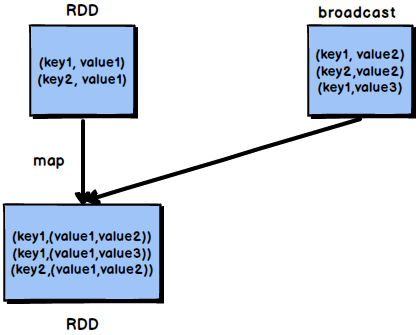 RDD
broadcast
(key1, value1)
(key2, value1)
(key1, value2)
(key2,value2)
(key1,value3)
map
(key1,(value1,value2))
(key1,(value1,value3))
(key2,(value1,value2))
RDD